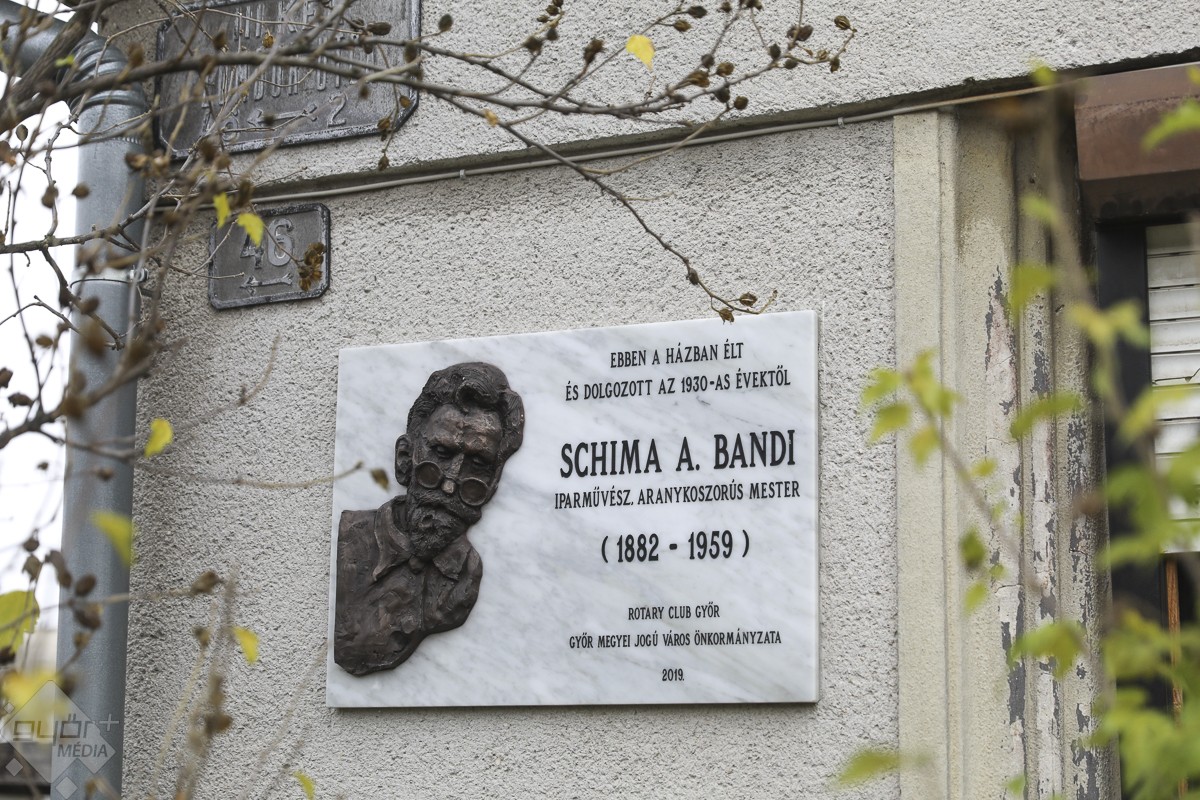 2
46
EBBEN A HÁZBAN ÉLT
ÉS DOLGOZOTT AZ 1930-AS ÉVEKTŐL
SCHIMA A. BANDI
IPARMŰVÉSZ. ARANYKOSZORÚS MESTER
( 1882 - 1959 )
ROTARY CLUB GYŐR
GYŐR MEGYEI JOGÚ VÁROS ÖNKORMÁNYZATA
2019.
győr+
MÉDIA